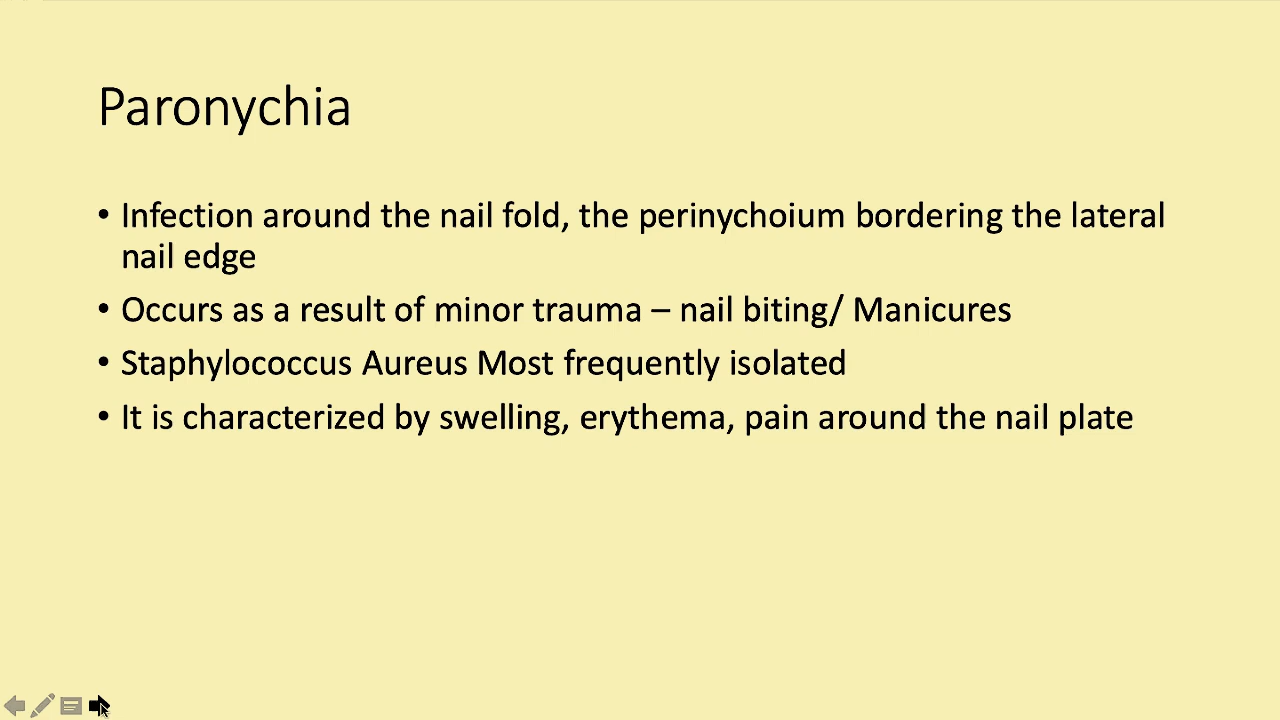 Paronychia
• Infection around the nail fold, the perinychoium bordering the lateral
nail edge
• Occurs as a result of minor trauma – nail biting/ Manicures
• Staphylococcus Aureus Most frequently isolated
• It is characterized by swelling, erythema, pain around the nail plate